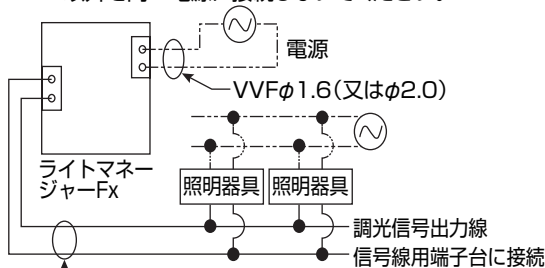 電源
VVFφ1.6(又はφ2.0)
ライトマネー
ジャーFx
照明器具
照明器具
調光信号出力線
信号線用端子台に接続